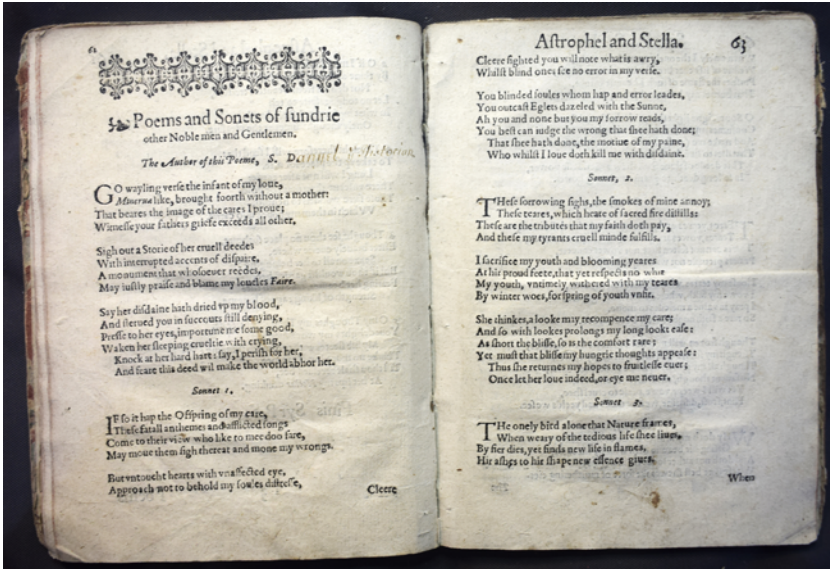 62
Poems and Sonets of sundrie
other Noble men and Gentlemen.
The Author of this Poeme, S. Daniel
GO wayling verse the infant of my loue,
Minerua like, brought foorth without a mother:
That beares the image of the cares I proue;
Witnesse your fathers griefe exceeds all other.
Sigh out a Storie of her cruell deedes
With interrupted accents of dispaire,
A monument that whosoeuer reedes,
May iustly praise and blame my loueles Faire.
Say her disdaine hath dried vp my blood,
And sterued you in succours still denying,
Presse to her eyes, importune me some good,
Waken her sleeping crueltie with crying,
Knock at her hard hart: say, I perish for her,
And feare this deed wil make the world abhor her.
Sonnet 1.
IF so it hap the Ofspring of my care,
These fatall anthemes and afflicted songs
Come to their view who like to mee doo fare,
May moue them sigh thereat and mone my wrongs.
But vntoucht hearts with vnaffected eye,
Approach not to behold my soules distresse,
Cleere
Astrophel and Stella.
63
Cleere sighted you will note what is awry,
Whilst blind ones see no error in my verse.
You blinded soules whom hap and error leades,
You outcast Eglets dazeled with the Sunne,
Ah you and none but you my sorrow reads,
You best can iudge the wrong that shee hath done;
That shee hath done, the motiue of my paine,
Who whilst I loue doth kill me with disdaine.
Sonnet, 2.
THese sorrowing sighs, the smokes of mine annoy;
These teares, which heate of sacred fire distills:
These are the tributes that my faith doth pay,
And these my tyrants cruell minde fulfills.
I sacrifice my youth and blooming yeares
At his proud feete, that yet respects no whit
My youth, vntimely withered with my teares
By winter woes, for spring of youth vnfit.
She thinkes, a looke may recompence my care;
And so with lookes prolongs my long lookt ease:
As short the blisse, so is the comfort rare;
Yet must that blisse my hungrie thoughts appease:
Thus she returnes my hopes to fruitlesse euer;
Once let her loue indeed, or eye me neuer.
Sonnet 3.
THe onely bird alone that Nature frames,
When weary of the tedious life shee liues,
By fier dies, yet finds new life in flames,
Hir ashes to hir shape new essence giues.
When